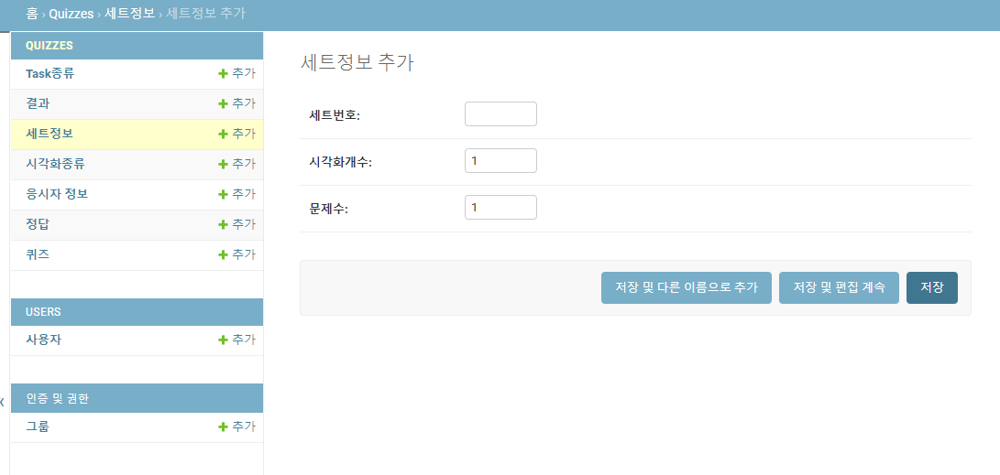 홈 › Quizzes › 세트정보 › 세트정보 추가
QUIZZES
Task종류 추가
결과 추가
세트정보 추가
시각화종류 추가
응시자 정보 추가
정답 추가
퀴즈 추가
USERS
사용자 추가
인증 및 권한
그룹 추가
세트정보 추가
세트번호:
시각화개수: 1
문제수: 1
저장 및 다른 이름으로 추가 저장 및 편집 계속 저장